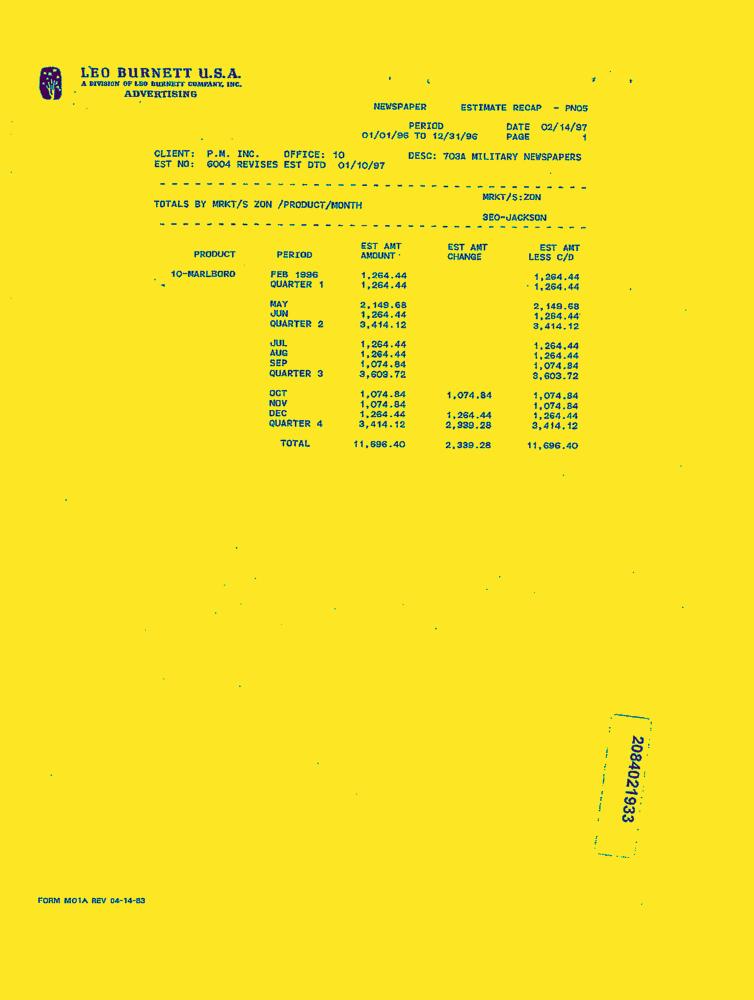 LEO BURNETT U.S.A.
A DIVISION OF LEO BURNETT COMPANY, INC.
ADVERTISING
NEWSPAPER ESTIMATE RECAP - PNO5
PERIOD DATE 02/14/97
01/01/96 TO 12/31/96 PAGE 1
CLIENT: P.M. INC. OFFICE: 10 DESC: 703A MILITARY NEWSPAPERS
EST NO: 6004 REVISES EST DTD 01/10/97
MRKT/S:ZON
TOTALS BY MRKT/S ZON /PRODUCT/MONTH
3EO-JACKSON
EST AMT EST AMT EST AMT
PRODUCT PERIOD AMOUNT CHANGE LESS C/D
10-MARLBORO FEB 1996 1,264.44 1,264.44
QUARTER 1 1,264.44 1,264.44
MAY 2,149.68 2,149.68
JUN 1,264.44 1,264.44
QUARTER 2 3,414.12 3,414.12
JUL 1,264.44 1,264.44
AUG 1,264.44 1,264.44
SEP 1,074.84 1,074.84
QUARTER 3 3,603.72 3,603.72
OCT 1,074.84 1,074.84 1,074.84
NOV 1,074.84 1,074.84
DEC 1,264.44 1,264.44 1,264.44
QUARTER 4 3,414.12 2,339.28 3,414.12
TOTAL 11,696.40 2,339.28 11,696.40
2084021933
FORM M01A REV 04-14-83